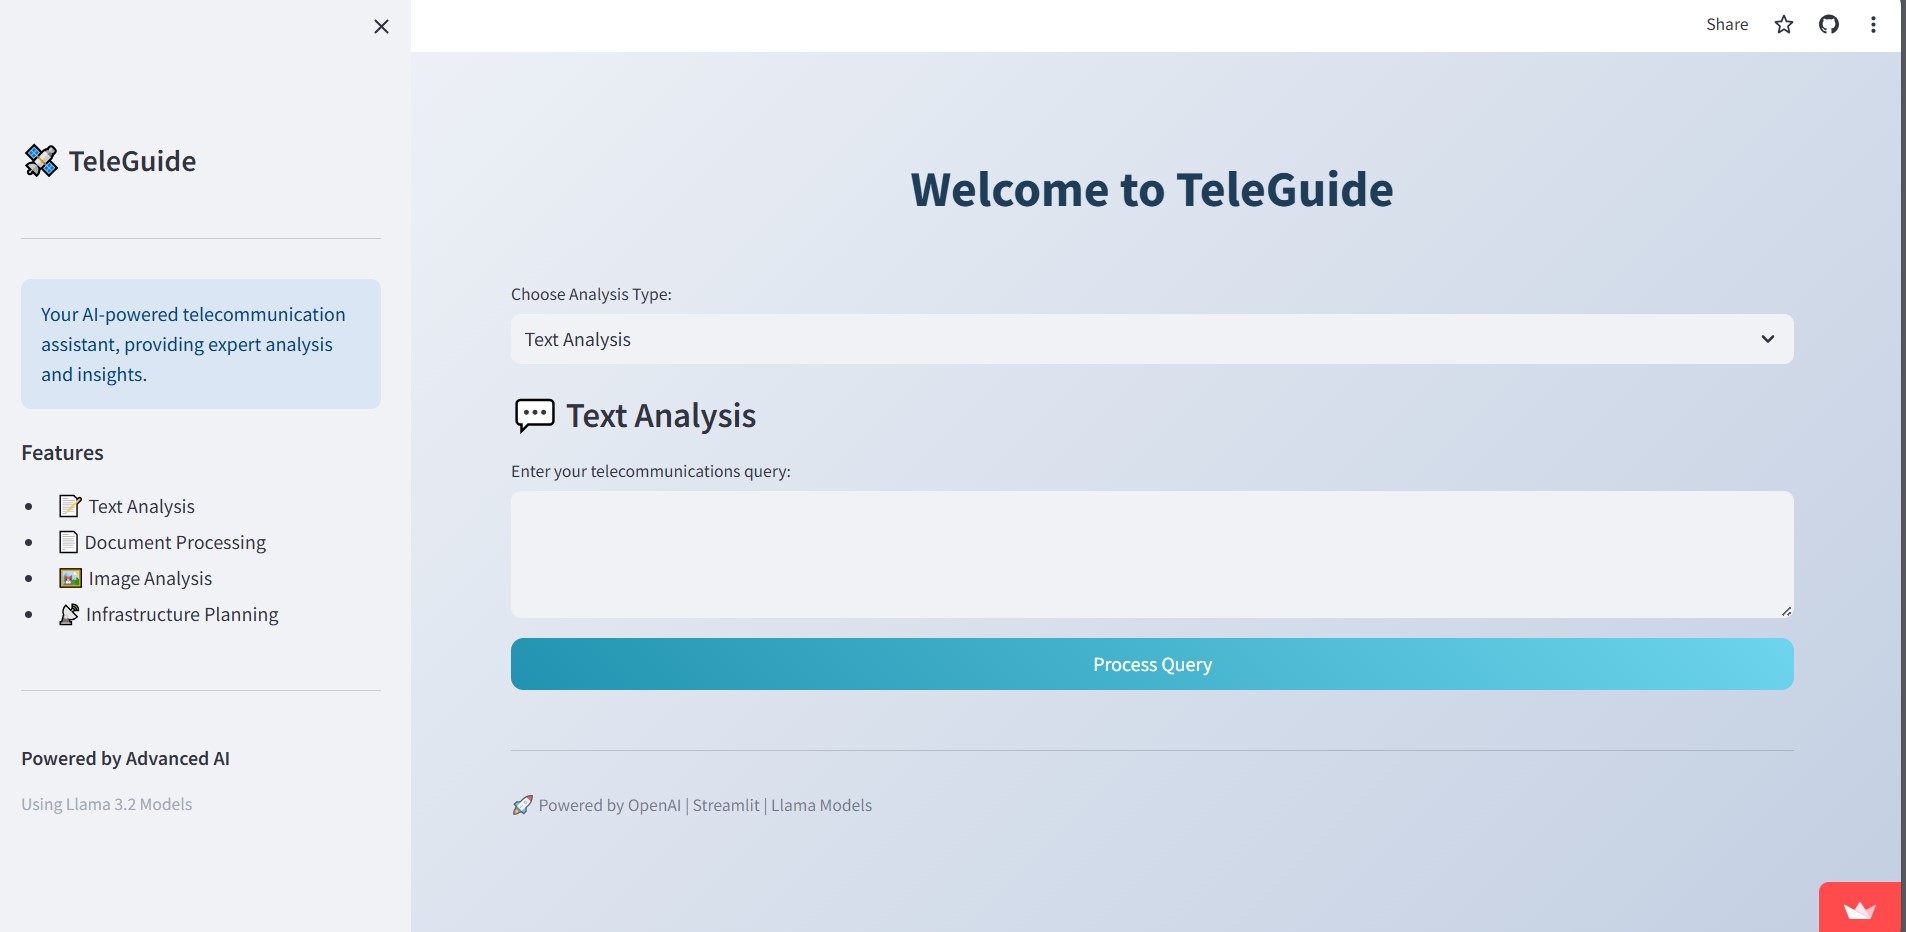 TeleGuide
Your AI-powered telecommunication
assistant, providing expert analysis
and insights.
Features
Text Analysis
Document Processing
Image Analysis
Infrastructure Planning
Powered by Advanced AI
Using Llama 3.2 Models
Share
Welcome to TeleGuide
Choose Analysis Type:
Text Analysis
Text Analysis
Enter your telecommunications query:
Process Query
Powered by OpenAI | Streamlit | Llama Models